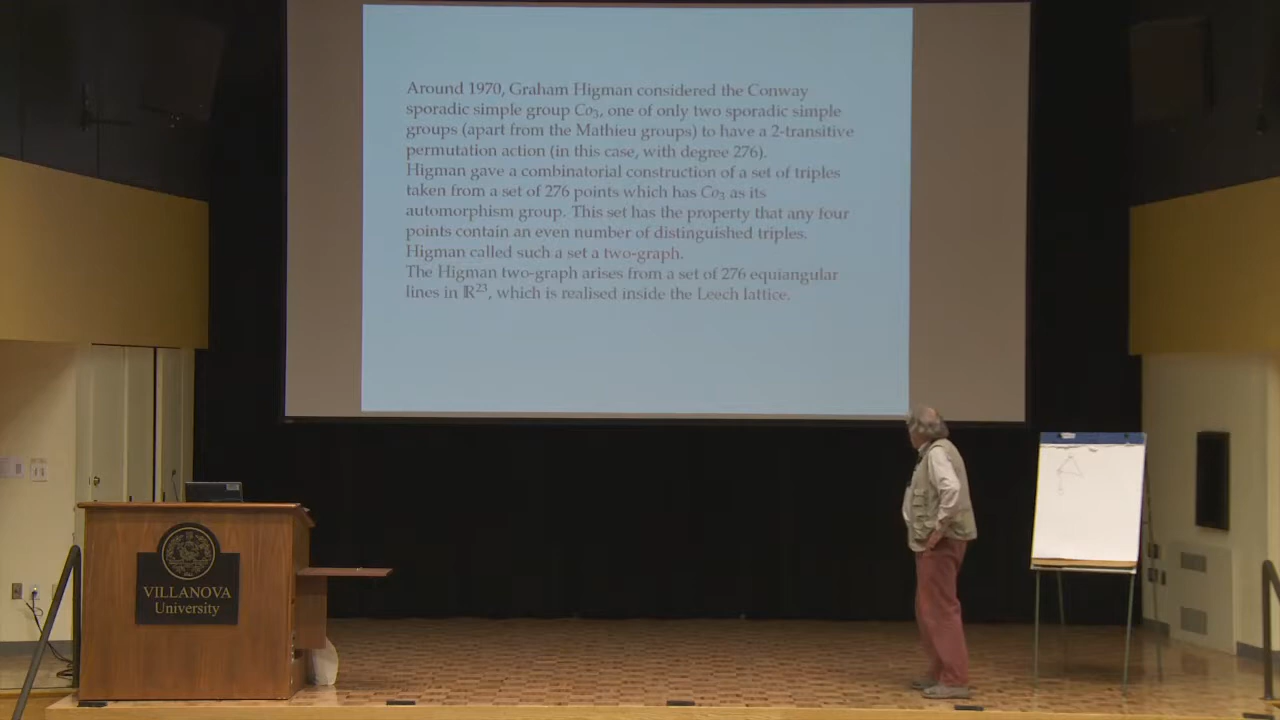 Around 1970, Graham Higman considered the Conway
sporadic simple group Co₃, one of only two sporadic simple
groups (apart from the Mathieu groups) to have a 2-transitive
permutation action (in this case, with degree 276).
Higman gave a combinatorial construction of a set of triples
taken from a set of 276 points which has Co₃ as its
automorphism group. This set has the property that any four
points contain an even number of distinguished triples.
Higman called such a set a two-graph.
The Higman two-graph arises from a set of 276 equiangular
lines in ℝ²³, which is realised inside the Leech lattice.
VILLANOVA
University